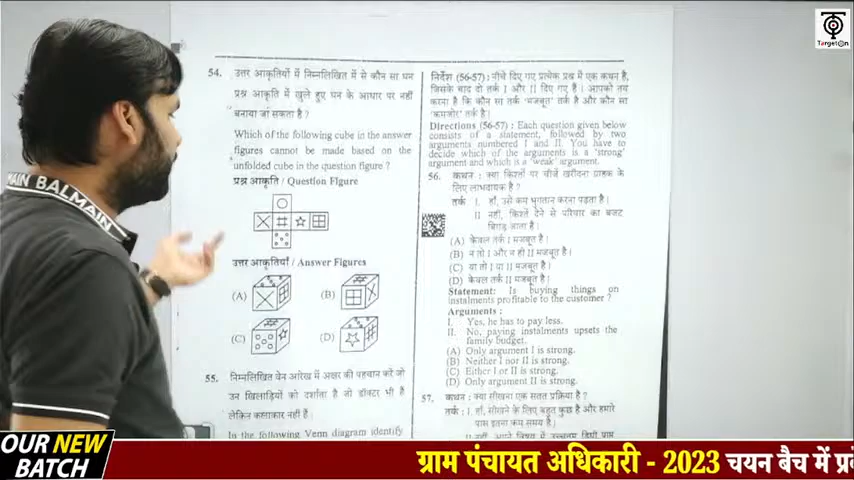 TargetOn
54. उत्तर आकृतियों में निम्नलिखित में से कौन सा घन
प्रश्न आकृति में खुले हुए घन के आधार पर नहीं
बनाया जा सकता है ?
Which of the following cube in the answer
figures cannot be made based on the
unfolded cube in the question figure ?
प्रश्न आकृति / Question Figure
उत्तर आकृतियाँ / Answer Figures
(A)
(B)
(C)
(D)
55. निम्नलिखित वेन आरेख में अक्षर की पहचान करें जो
उन खिलाड़ियों को दर्शाता है जो डॉक्टर भी हैं
लेकिन कलाकार नहीं हैं :
In the following Venn diagram identify
निर्देश (56-57) : नीचे दिए गए प्रत्येक प्रश्न में एक कथन है,
जिसके बाद दो तर्क I और II दिए गए हैं । आपको तय
करना है कि कौन सा तर्क 'मजबूत' तर्क है और कौन सा
'कमजोर' तर्क है ।
Directions (56-57) : Each question given below
consists of a statement, followed by two
arguments numbered I and II. You have to
decide which of the arguments is a 'strong'
argument and which is a 'weak' argument.
56. कथन : क्या किश्तों पर चीजें खरीदना ग्राहक के
लिए लाभदायक है ?
तर्क I. हाँ, उसे कम भुगतान करना पड़ता है ।
II नहीं, किश्तें देने से परिवार का बजट
बिगड़ जाता है ।
(A) केवल तर्क I मजबूत है ।
(B) न तो I और न ही II मजबूत है ।
(C) या तो I या II मजबूत है ।
(D) केवल तर्क II मजबूत है ।
Statement: Is buying things on
instalments profitable to the customer ?
Arguments :
I. Yes, he has to pay less.
II. No, paying instalments upsets the
family budget.
(A) Only argument I is strong.
(B) Neither I nor II is strong.
(C) Either I or II is strong.
(D) Only argument II is strong.
57. कथन : क्या सीखना एक सतत प्रक्रिया है ?
तर्क : I. हाँ, सीखने के लिए बहुत कुछ है और हमारे
पास इतना कम समय है ।
IN BALMAIN
OUR NEW
BATCH
ग्राम पंचायत अधिकारी - 2023 चयन बैच में